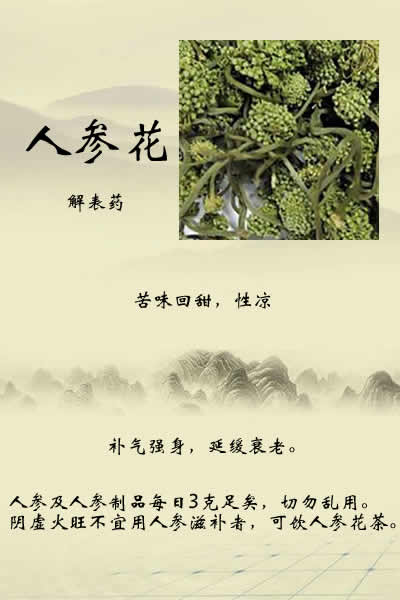 人参花
解表药
苦味回甜，性凉
补气强身，延缓衰老。
人参及人参制品每日3克足矣，切勿乱用。
阴虚火旺不宜用人参滋补者，可饮人参花茶。